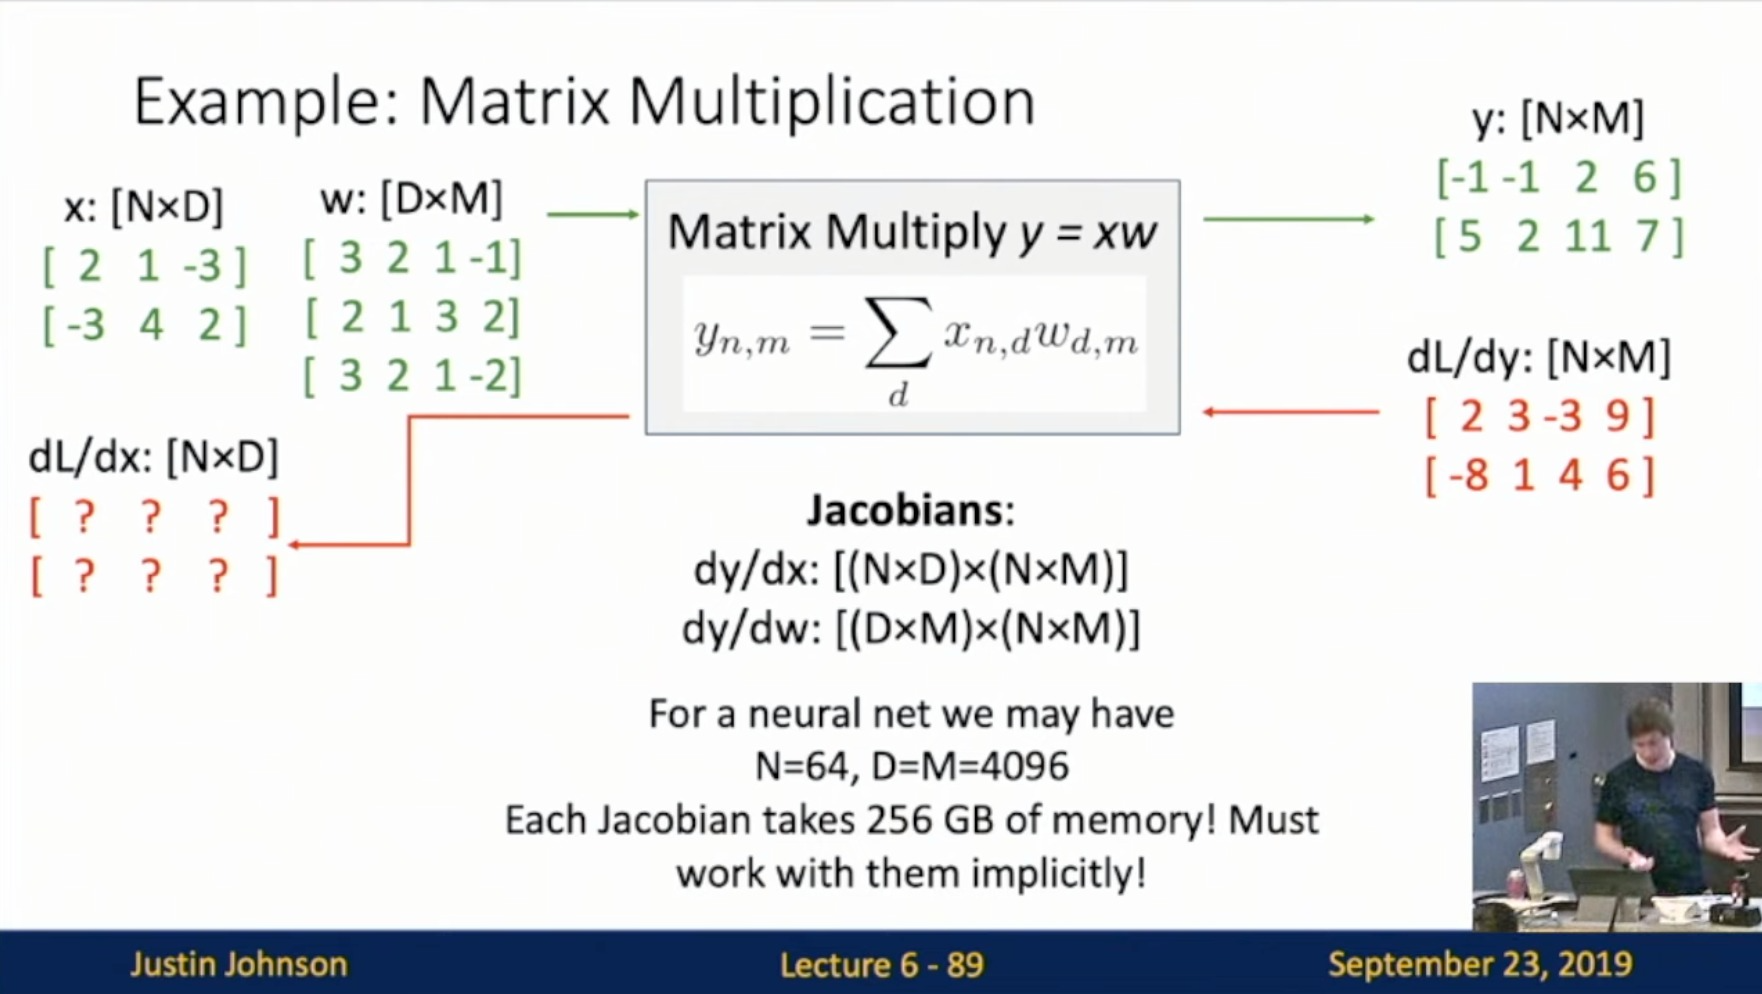 Example: Matrix Multiplication
x: [N×D]
[ 2 1 -3 ]
[ -3 4 2 ]
w: [D×M]
[ 3 2 1 -1]
[ 2 1 3 2]
[ 3 2 1 -2]
Matrix Multiply y = xw
y_{n,m} = ∑_d x_{n,d}w_{d,m}
y: [N×M]
[-1 -1 2 6 ]
[ 5 2 11 7 ]
dL/dy: [N×M]
[ 2 3 -3 9 ]
[ -8 1 4 6 ]
dL/dx: [N×D]
[ ? ? ? ]
[ ? ? ? ]
Jacobians:
dy/dx: [(N×D)×(N×M)]
dy/dw: [(D×M)×(N×M)]
For a neural net we may have
N=64, D=M=4096
Each Jacobian takes 256 GB of memory! Must
work with them implicitly!
Justin Johnson
Lecture 6 - 89
September 23, 2019